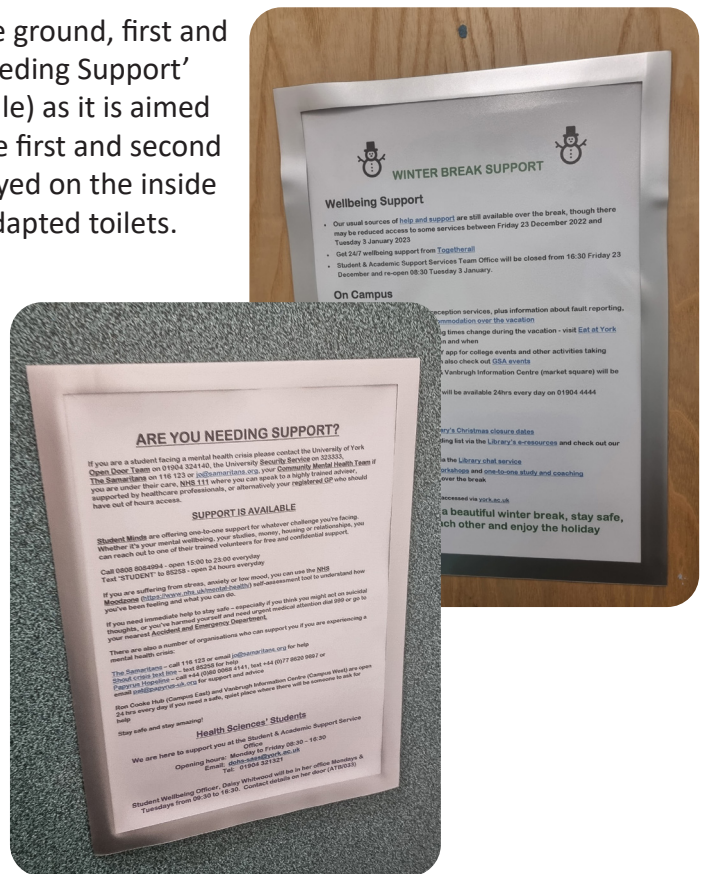 e ground, first and
eeding Support’
le) as it is aimed
e first and second
yed on the inside
dapted toilets.
WINTER BREAK SUPPORT
Wellbeing Support
• Our usual sources of help and support are still available over the break, though there
may be reduced access to some services between Friday 23 December 2022 and
Tuesday 3 January 2023
• Get 24/7 wellbeing support from Togetherall
• Student & Academic Support Services Team Office will be closed from 16:30 Friday 23
December and re-open 08:30 Tuesday 3 January.
On Campus
eception services, plus information about fault reporting,
ommodation over the vacation
g times change during the vacation - visit Eat at York
n and when
app for college events and other activities taking
n also check out GSA events
Vanbrugh Information Centre (market square) will be
will be available 24hrs every day on 01904 4444
ary's Christmas closure dates
ding list via the Library's e-resources and check out our
ia the Library chat service
orkshops and one-to-one study and coaching
over the break
accessed via york.ac.uk
a beautiful winter break, stay safe,
ach other and enjoy the holiday
ARE YOU NEEDING SUPPORT?
If you are a student facing a mental health crisis please contact the University of York
Open Door Team on 01904 324140, the University Security Service on 323333,
The Samaritans on 116 123 or jo@samaritans.org, your Community Mental Health Team if
you are under their care, NHS 111 where you can speak to a highly trained adviser,
supported by healthcare professionals, or alternatively your registered GP who should
have out of hours access.
SUPPORT IS AVAILABLE
Student Minds are offering one-to-one support for whatever challenge you're facing.
Whether it's your mental wellbeing, your studies, money, housing or relationships, you
can reach out to one of their trained volunteers for free and confidential support.
Call 0808 8084994 - open 15:00 to 23:00 everyday
Text "STUDENT" to 85258 - open 24 hours everyday
If you are suffering from stress, anxiety or low mood, you can use the NHS
Moodzone (https://www.nhs.uk/mental-health/) self-assessment tool to understand how
you've been feeling and what you can do.
If you need immediate help to stay safe – especially if you think you might act on suicidal
thoughts, or you've harmed yourself and need urgent medical attention dial 999 or go to
your nearest Accident and Emergency Department.
There are also a number of organisations who can support you if you are experiencing a
mental health crisis:
The Samaritans – call 116 123 or email jo@samaritans.org for help
Shout crisis text line – text 85258 for help
Papyrus Hopeline – call +44 (0)80 0068 4141, text +44 (0)77 8620 9697 or
email pat@papyrus-uk.org for support and advice
Ron Cooke Hub (Campus East) and Vanbrugh Information Centre (Campus West) are open
24 hrs every day if you need a safe, quiet place where there will be someone to ask for
help
Stay safe and stay amazing!
Health Sciences' Students
We are here to support you at the Student & Academic Support Service
Office
Opening hours: Monday to Friday 08:30 – 16:30
Email: dohs-sass@york.ac.uk
Tel: 01904 321321
Student Wellbeing Officer, Daisy Whitwood will be in her office Mondays &
Tuesdays from 09:30 to 16:30. Contact details on her door (ATB/033)